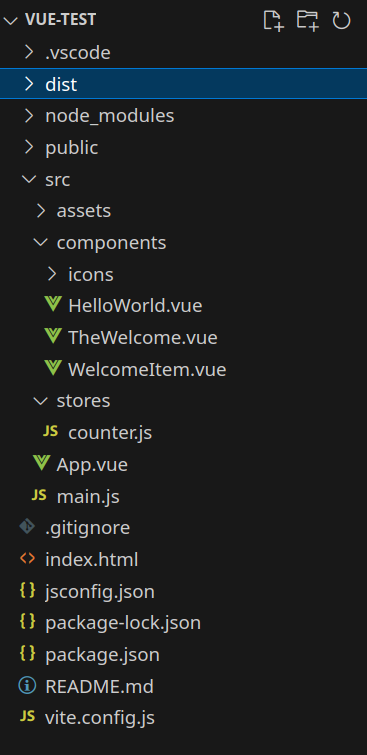 VUE-TEST
.vscode
dist
node_modules
public
src
assets
components
icons
HelloWorld.vue
TheWelcome.vue
WelcomeItem.vue
stores
JS counter.js
App.vue
JS main.js
.gitignore
<> index.html
{} jsconfig.json
{} package-lock.json
{} package.json
README.md
JS vite.config.js